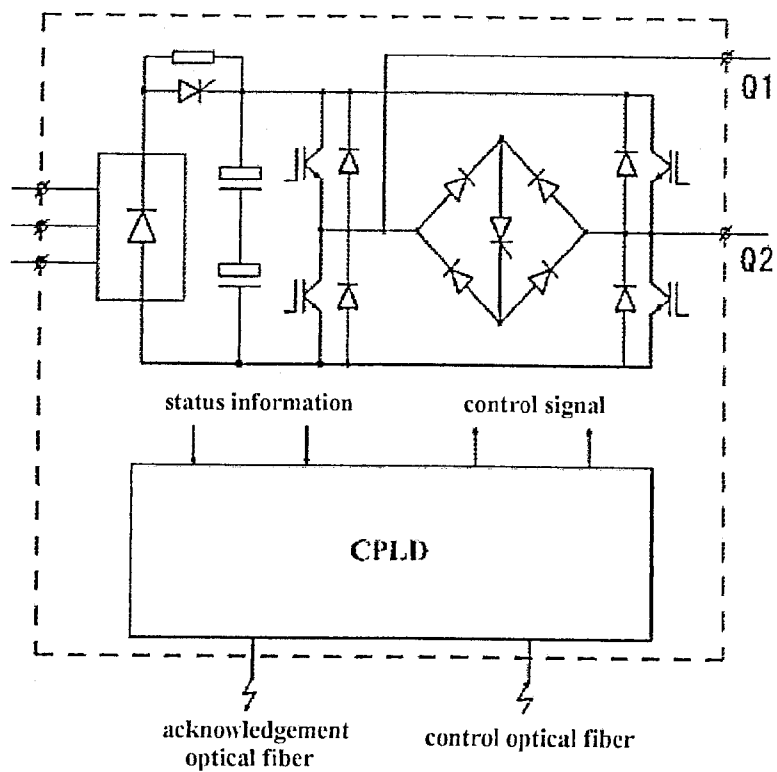 Q1
Q2
status information
control signal
CPLD
acknowledgement
optical fiber
control optical fiber